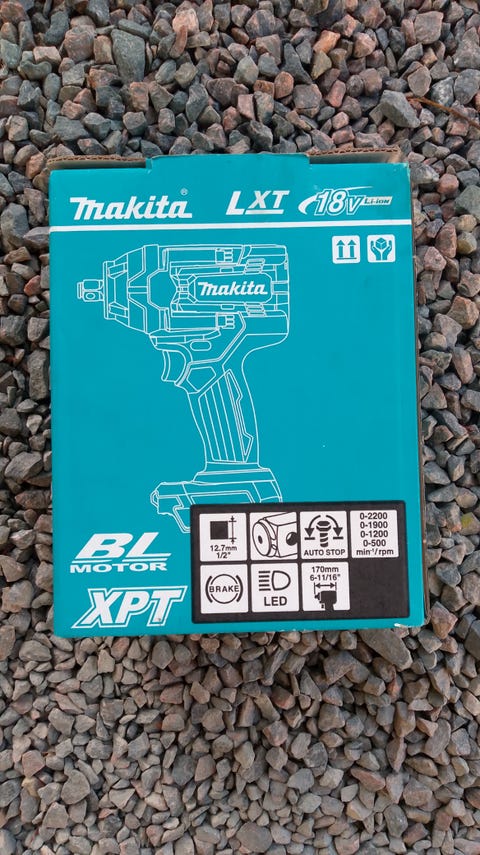 makita® LXT 18V Li-ION
makita
BL
MOTOR
XPT
12.7mm
1/2"
AUTO STOP
0-2200
0-1900
0-1200
0-500
min⁻¹/rpm
BRAKE
LED
170mm
6-11/16"